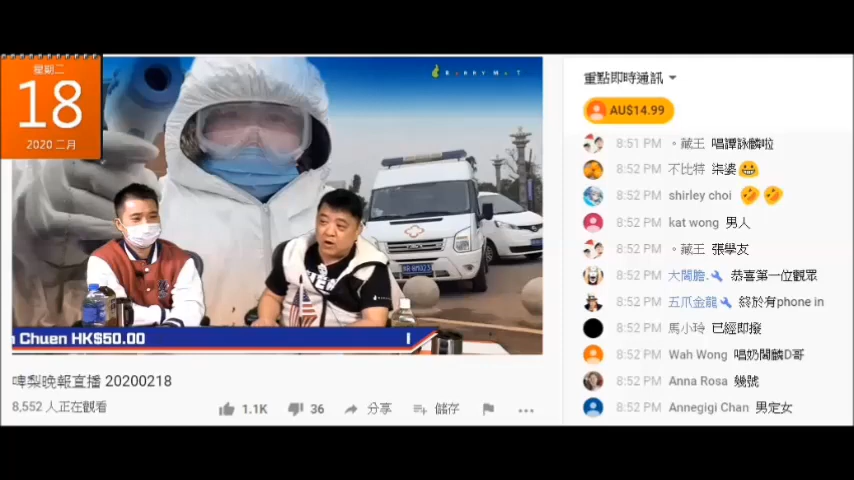 星期二
18
2020 二月
BARRY MAT
n Chuen HK$50.00
啤梨晚報直播 20200218
8,552 人正在觀看
1.1K
36
分享
儲存
重點即時通訊
AU$14.99
8:51 PM 。藏王 唱譚詠麟啦
8:52 PM 不比特 柒婆😬
8:52 PM shirley choi 🤣🤣
8:52 PM kat wong 男人
8:52 PM 。藏王 張學友
8:52 PM 大闊膽. 恭喜第一位觀眾
8:52 PM 五爪金龍 終於有phone in
8:52 PM 馬小玲 已經即撥
8:52 PM Wah Wong 唱奶閪麟D哥
8:52 PM Anna Rosa 幾號
8:52 PM Annegigi Chan 男定女